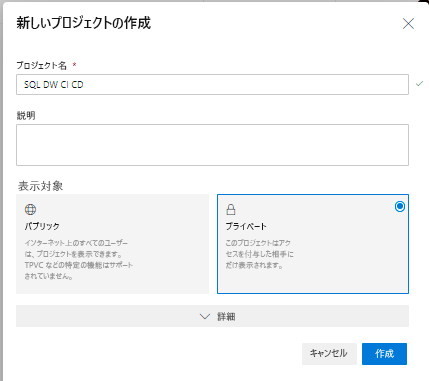 新しいプロジェクトの作成
プロジェクト名 *
SQL DW CI CD
説明
表示対象
パブリック
インターネット上のすべてのユーザー
は、プロジェクトを表示できます。
TPVC などの特定の機能はサポート
されていません。
プライベート
このプロジェクトはアク
セスを付与した相手に
だけ表示されます。
詳細
キャンセル
作成